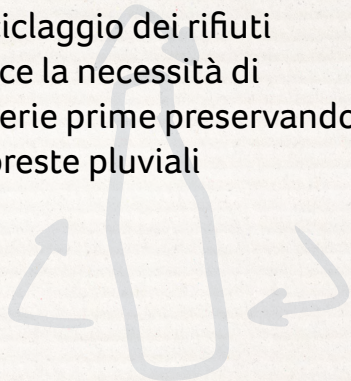 iclaggio dei rifiuti
ce la necessità di
erie prime preservando
oreste pluviali